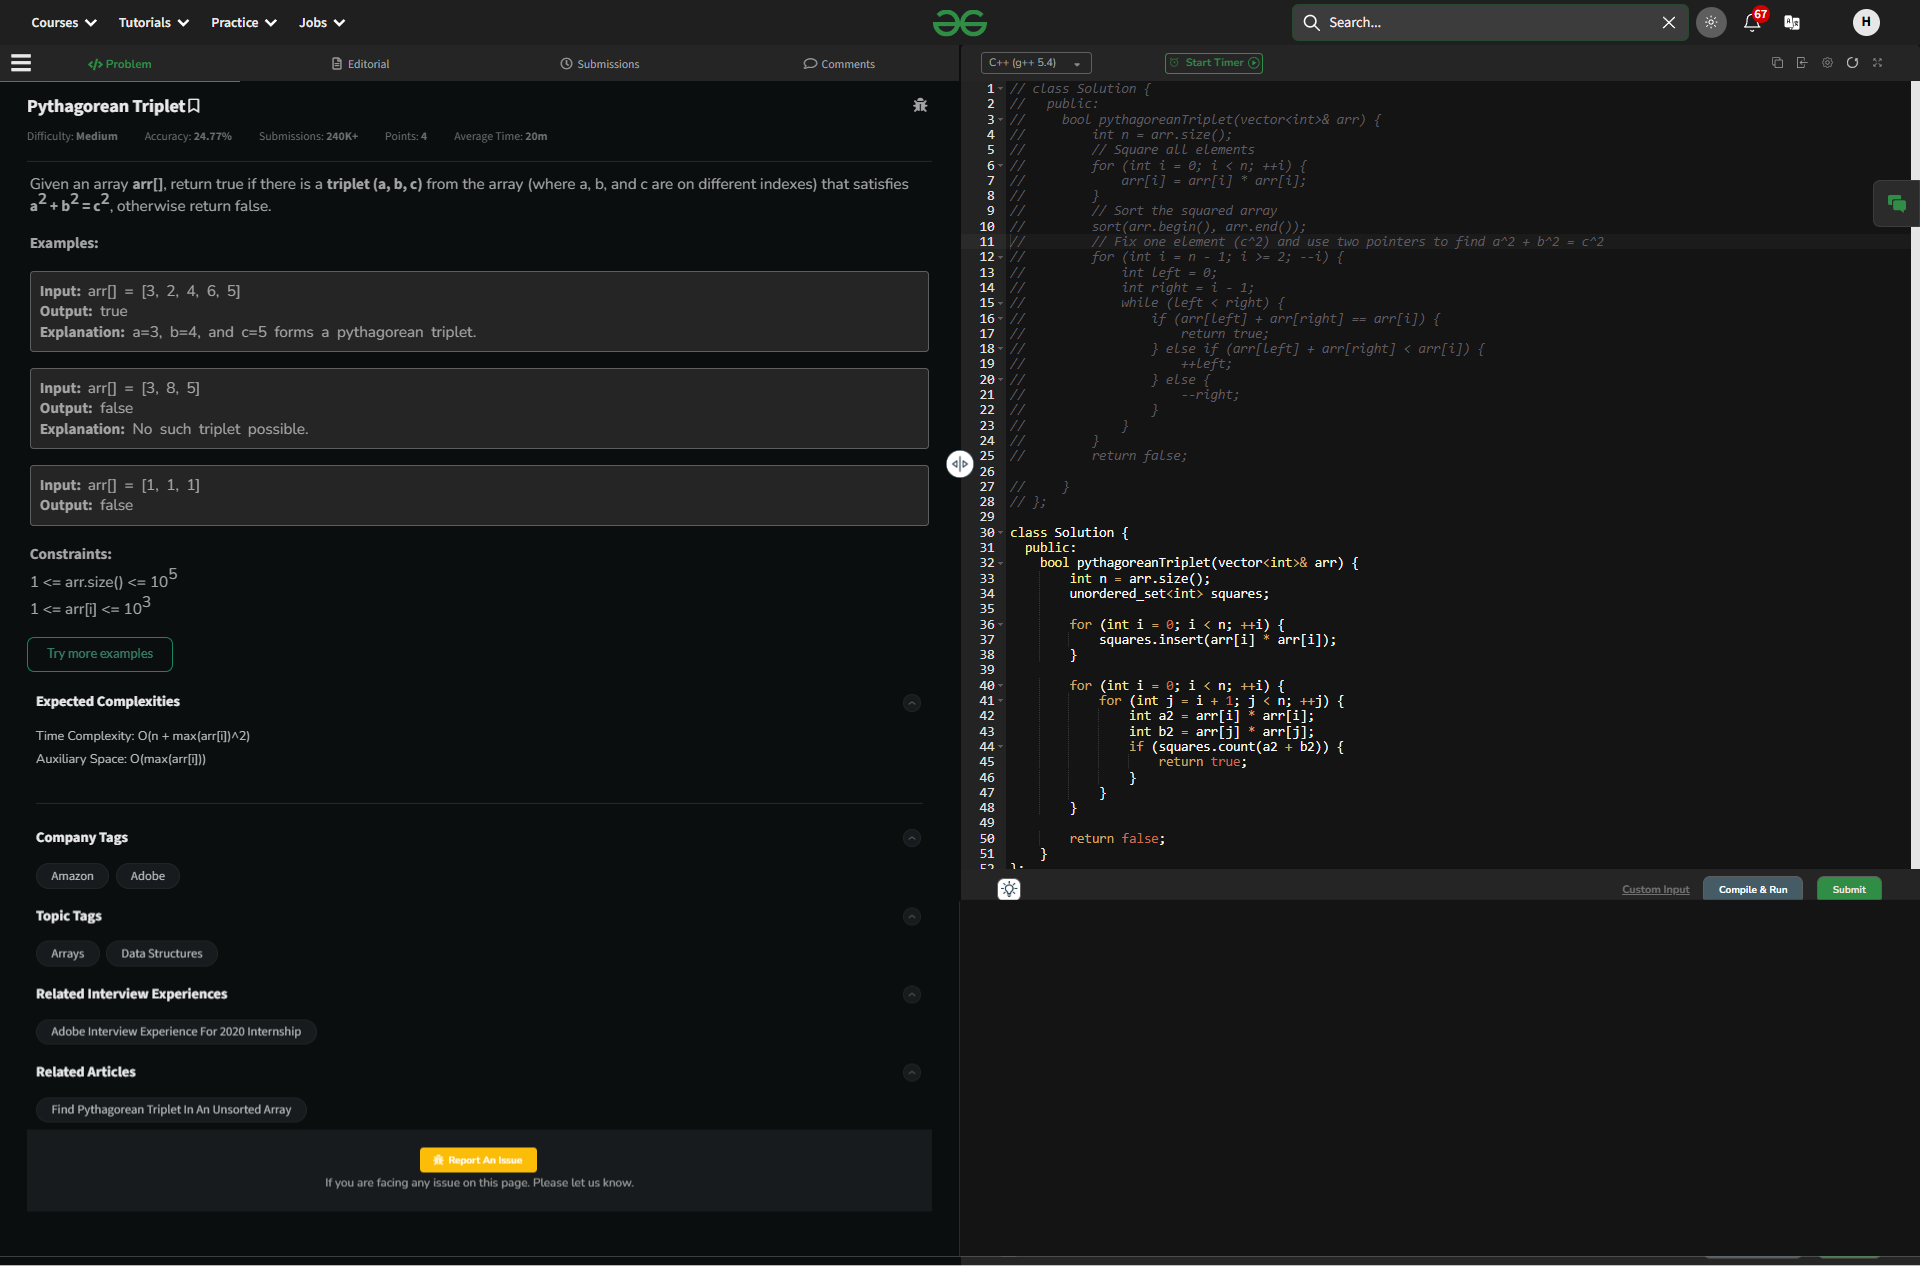 Courses
Tutorials
Practice
Jobs
Search...
67
H
</> Problem
Editorial
Submissions
Comments
C++ (g++ 5.4)
Start Timer
Pythagorean Triplet
Difficulty: Medium Accuracy: 24.77% Submissions: 240K+ Points: 4 Average Time: 20m
Given an array arr[], return true if there is a triplet (a, b, c) from the array (where a, b, and c are on different indexes) that satisfies
a2 + b2 = c2, otherwise return false.
Examples:
Input: arr[] = [3, 2, 4, 6, 5]
Output: true
Explanation: a=3, b=4, and c=5 forms a pythagorean triplet.
Input: arr[] = [3, 8, 5]
Output: false
Explanation: No such triplet possible.
Input: arr[] = [1, 1, 1]
Output: false
Constraints:
1 <= arr.size() <= 10^5
1 <= arr[i] <= 10^3
Try more examples
Expected Complexities
Time Complexity: O(n + max(arr[i])^2)
Auxiliary Space: O(max(arr[i]))
Company Tags
Amazon Adobe
Topic Tags
Arrays Data Structures
Related Interview Experiences
Adobe Interview Experience For 2020 Internship
Related Articles
Find Pythagorean Triplet In An Unsorted Array
Report An Issue
If you are facing any issue on this page. Please let us know.
1 // class Solution {
2 // public:
3 // bool pythagoreanTriplet(vector<int>& arr) {
4 // int n = arr.size();
5 // // Square all elements
6 // for (int i = 0; i < n; ++i) {
7 // arr[i] = arr[i] * arr[i];
8 // }
9 // // Sort the squared array
10 // sort(arr.begin(), arr.end());
11 // // Fix one element (c^2) and use two pointers to find a^2 + b^2 = c^2
12 // for (int i = n - 1; i >= 2; --i) {
13 // int left = 0;
14 // int right = i - 1;
15 // while (left < right) {
16 // if (arr[left] + arr[right] == arr[i]) {
17 // return true;
18 // } else if (arr[left] + arr[right] < arr[i]) {
19 // ++left;
20 // } else {
21 // --right;
22 // }
23 // }
24 // }
25 // return false;
26
27 // }
28 // };
29
30 class Solution {
31 public:
32 bool pythagoreanTriplet(vector<int>& arr) {
33 int n = arr.size();
34 unordered_set<int> squares;
35
36 for (int i = 0; i < n; ++i) {
37 squares.insert(arr[i] * arr[i]);
38 }
39
40 for (int i = 0; i < n; ++i) {
41 for (int j = i + 1; j < n; ++j) {
42 int a2 = arr[i] * arr[i];
43 int b2 = arr[j] * arr[j];
44 if (squares.count(a2 + b2)) {
45 return true;
46 }
47 }
48 }
49
50 return false;
51 }
52 };
Custom Input
Compile & Run
Submit